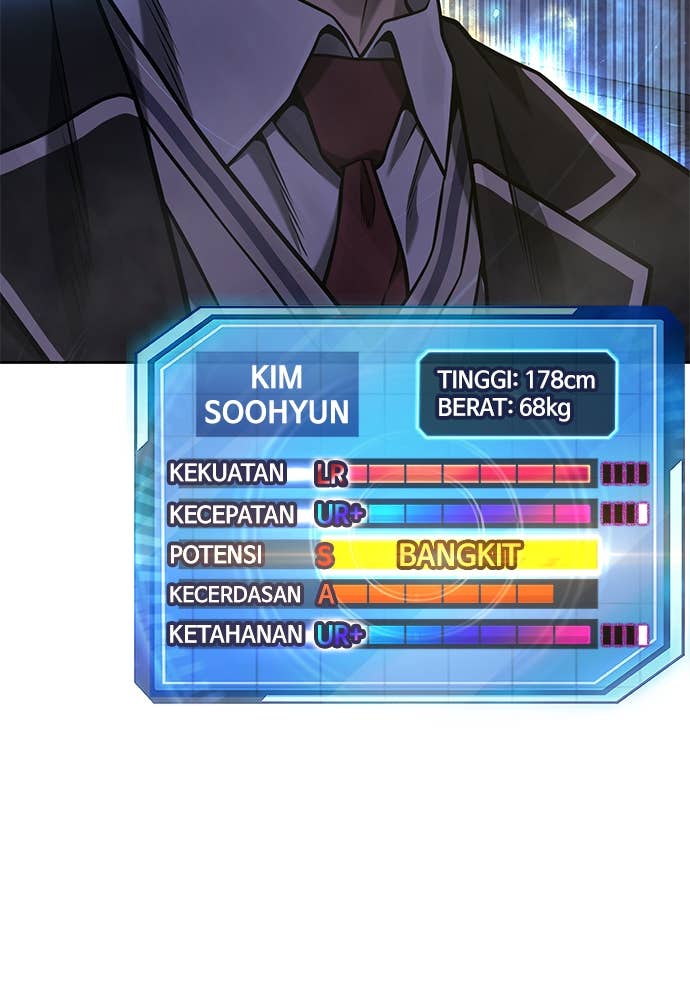 KIM
SOOHYUN
TINGGI: 178cm
BERAT: 68kg
KEKUATAN LR
KECEPATAN UR+
POTENSI S BANGKIT
KECERDASAN A
KETAHANAN UR+